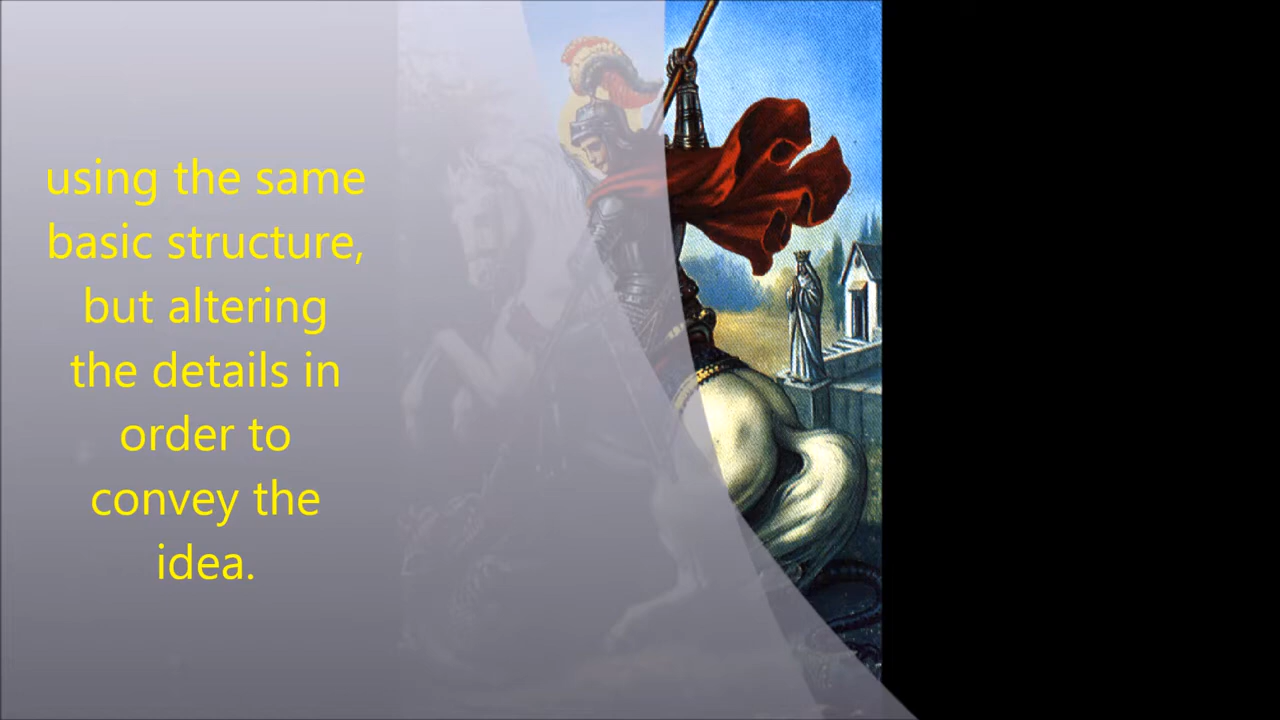 using the same
basic structure,
but altering
the details in
order to
convey the
idea.